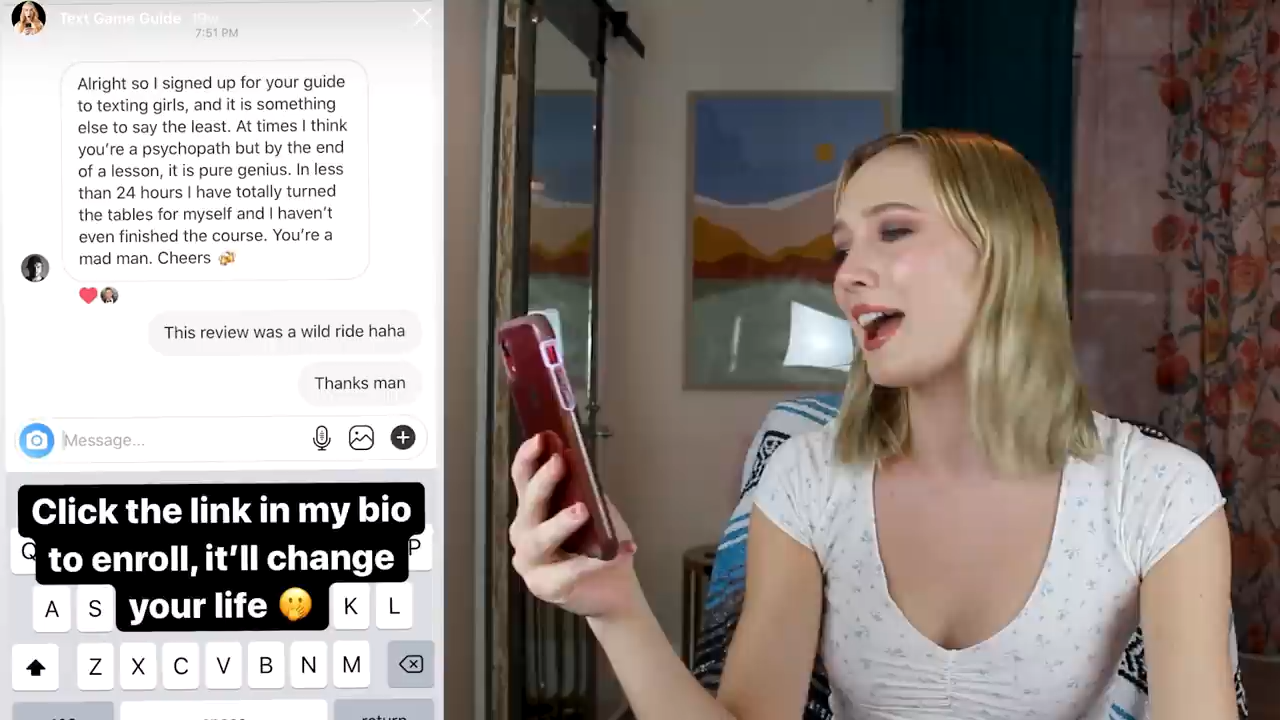 Text Game Guide 19w
7:51 PM
Alright so I signed up for your guide
to texting girls, and it is something
else to say the least. At times I think
you're a psychopath but by the end
of a lesson, it is pure genius. In less
than 24 hours I have totally turned
the tables for myself and I haven't
even finished the course. You're a
mad man. Cheers 🍻
This review was a wild ride haha
Thanks man
Message...
Click the link in my bio
to enroll, it'll change
your life 🤭
Q P
A S K L
Z X C V B N M